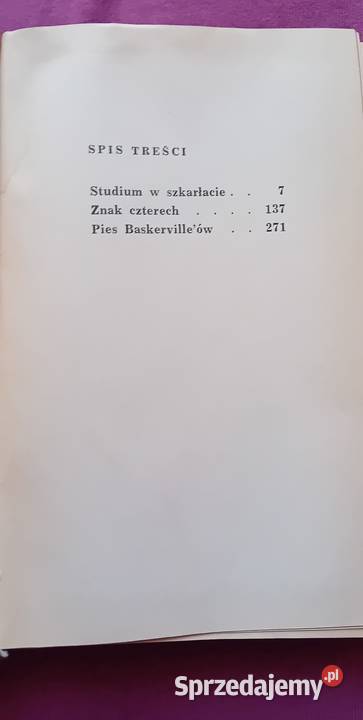 SPIS TREŚCI
Studium w szkarłacie . . 7
Znak czterech . . . . 137
Pies Baskerville'ów . . 271
Sprzedajemy.pl